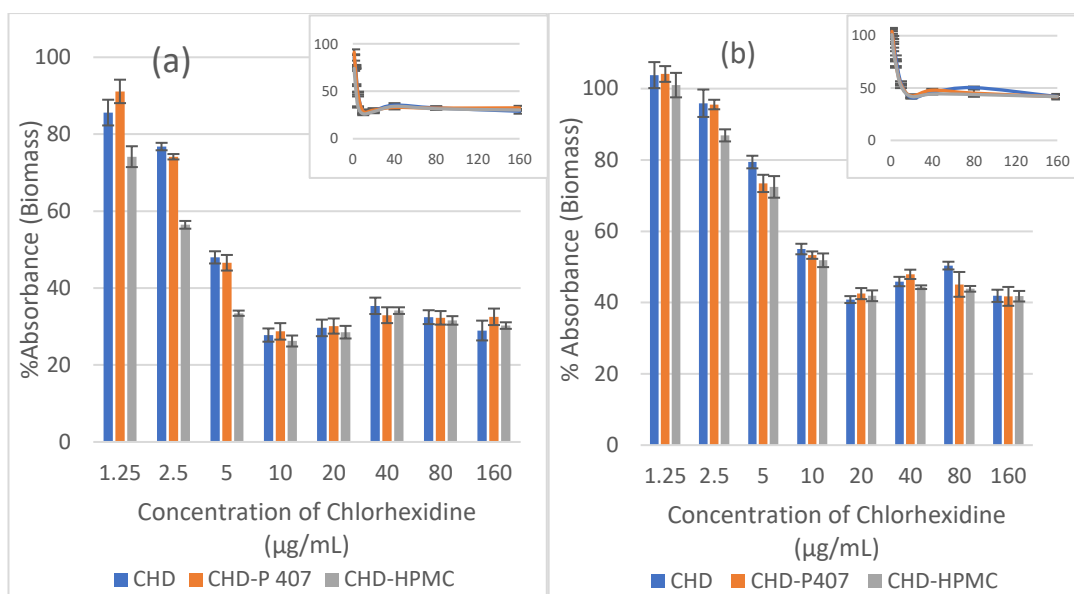 (a)
%Absorbance (Biomass)
100
80
60
40
20
0
1.25 2.5 5 10 20 40 80 160
Concentration of Chlorhexidine
(µg/mL)
CHD CHD-P 407 CHD-HPMC
100
50
0
0 40 80 120 160
(b)
% Absorbance (Biomass)
100
80
60
40
20
0
1.25 2.5 5 10 20 40 80 160
Concentration of Chlorhexidine
(µg/mL)
CHD CHD-P407 CHD-HPMC
100
50
0
0 40 80 120 160